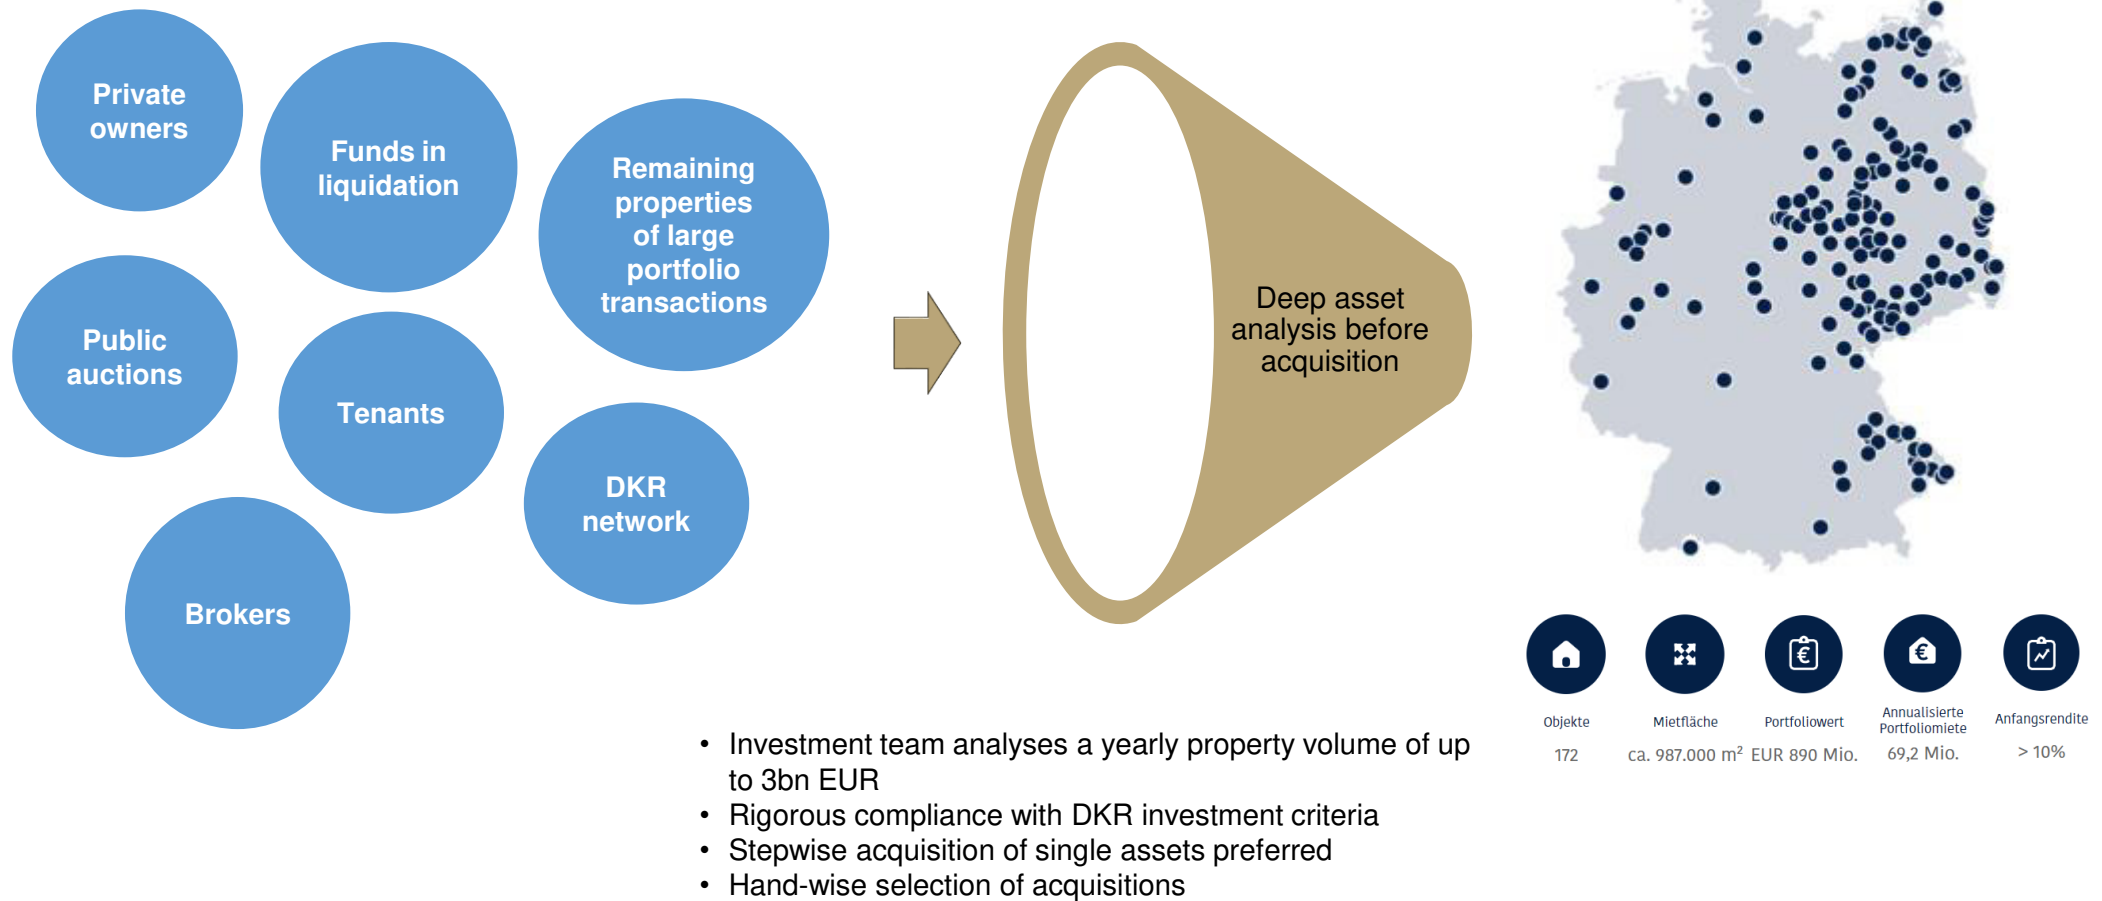 Private
owners
Funds in
liquidation
Remaining
properties
of large
portfolio
transactions
Public
auctions
Tenants
DKR
network
Brokers
Deep asset
analysis before
acquisition
• Investment team analyses a yearly property volume of up
to 3bn EUR
• Rigorous compliance with DKR investment criteria
• Stepwise acquisition of single assets preferred
• Hand-wise selection of acquisitions
Objekte
172
Mietfläche
ca. 987.000 m²
Portfoliowert
EUR 890 Mio.
Annualisierte
Portfoliomiete
69,2 Mio.
Anfangsrendite
> 10%